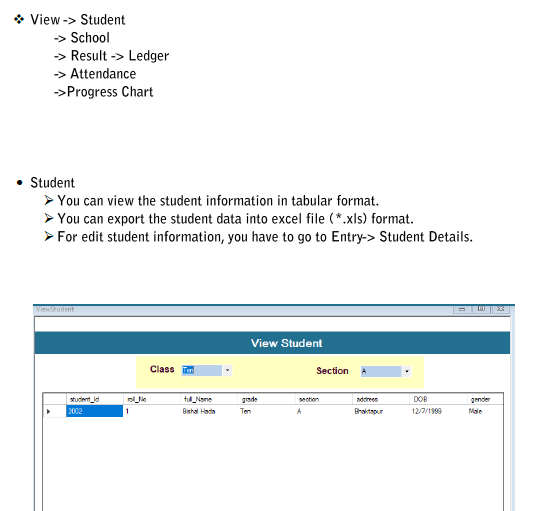 ❖ View -> Student
-> School
-> Result -> Ledger
-> Attendance
->Progress Chart
• Student
➢ You can view the student information in tabular format.
➢ You can export the student data into excel file (*.xls) format.
➢ For edit student information, you have to go to Entry-> Student Details.
ViewStudent
View Student
Class Ten Section A
student_id roll_No full_Name grade section address DOB gender
2002 1 Bishal Hada Ten A Bhaktapur 12/7/1999 Male